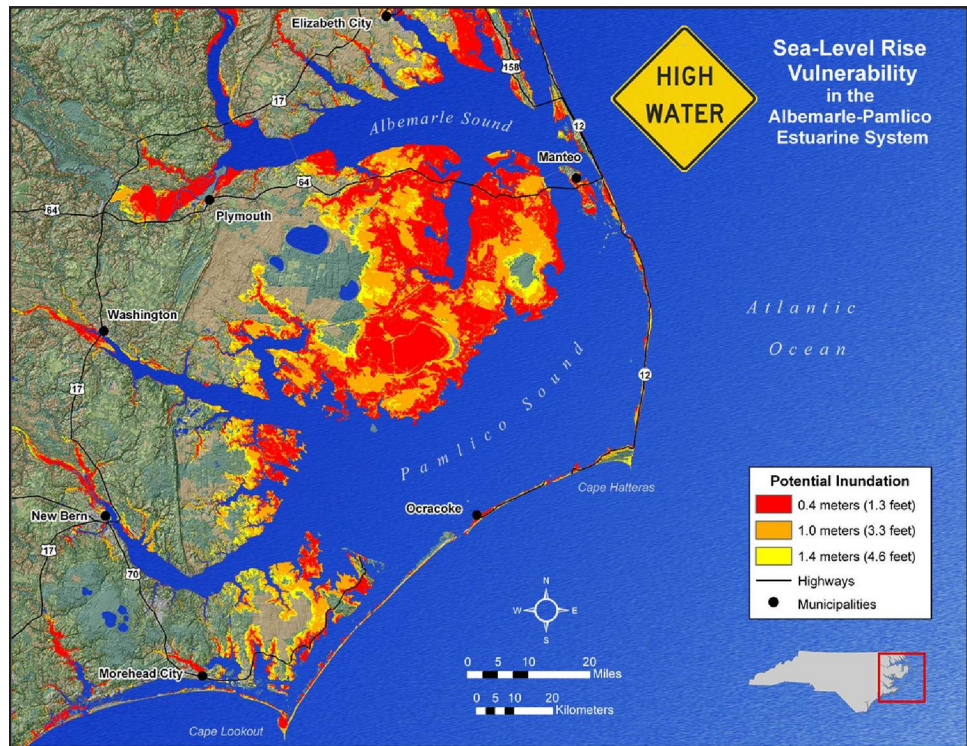 Elizabeth City
158
17
HIGH
WATER
Sea-Level Rise
Vulnerability
in the
Albemarle-Pamlico
Estuarine System
Albemarle Sound
12
Manteo
64
64
Plymouth
Washington
17
Atlantic
Ocean
12
Pamlico Sound
Cape Hatteras
Ocracoke
New Bern
17
70
Potential Inundation
0.4 meters (1.3 feet)
1.0 meters (3.3 feet)
1.4 meters (4.6 feet)
Highways
Municipalities
N
W E
S
Morehead City
0 5 10 20
Miles
0 5 10 20
Kilometers
Cape Lookout